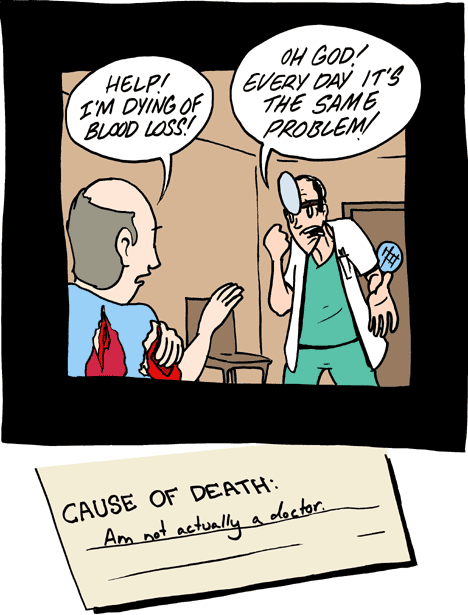 HELP!
I'M DYING OF
BLOOD LOSS!
OH GOD!
EVERY DAY IT'S
THE SAME
PROBLEM!
CAUSE OF DEATH:
Am not actually a doctor.